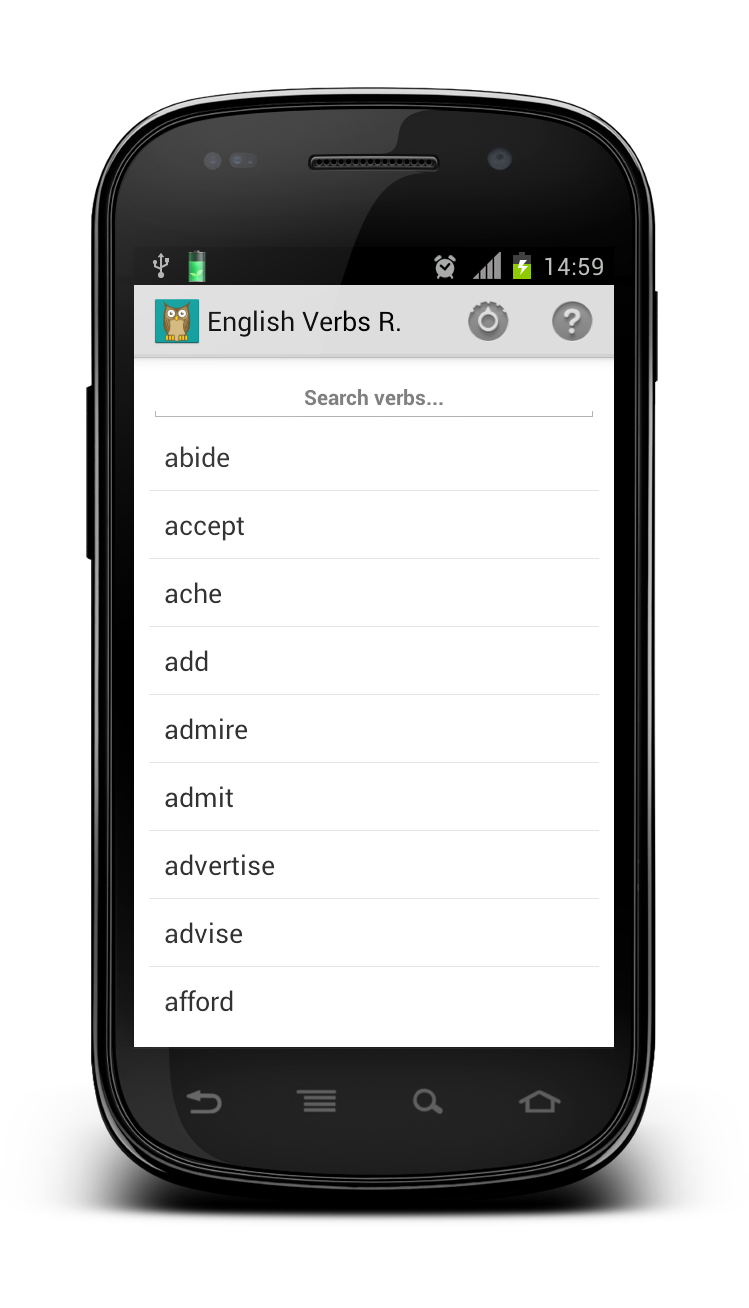 14:59
English Verbs R.
Search verbs...
abide
accept
ache
add
admire
admit
advertise
advise
afford